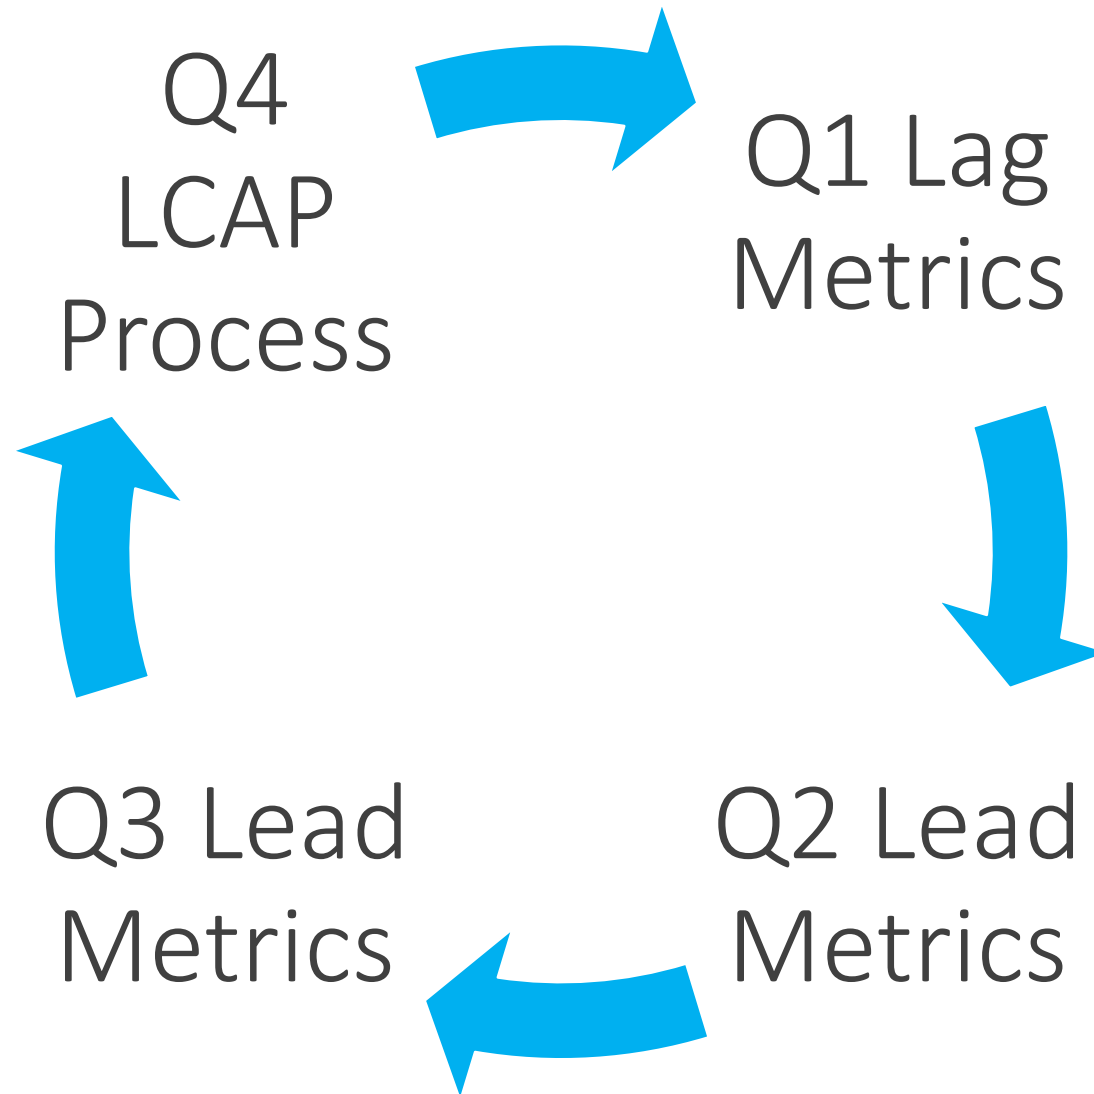 Q4
LCAP
Process
Q1 Lag
Metrics
Q2 Lead
Metrics
Q3 Lead
Metrics